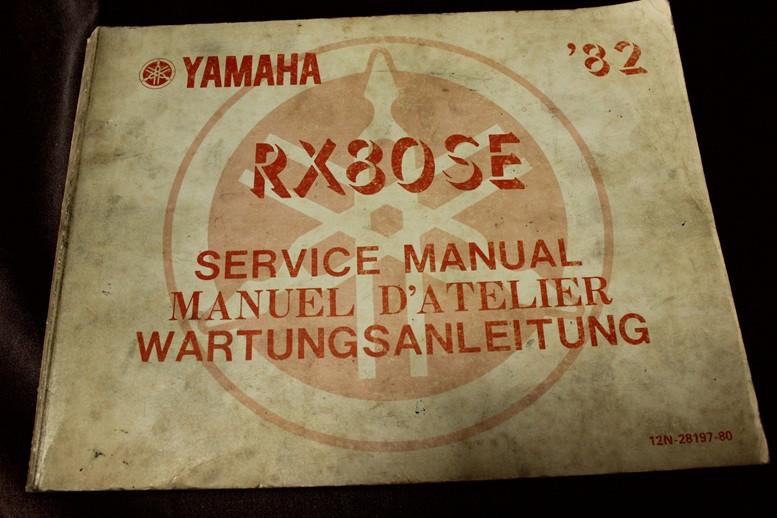 YAMAHA
'82
RX80SE
SERVICE MANUAL
MANUEL D'ATELIER
WARTUNGSANLEITUNG
12N-28197-80